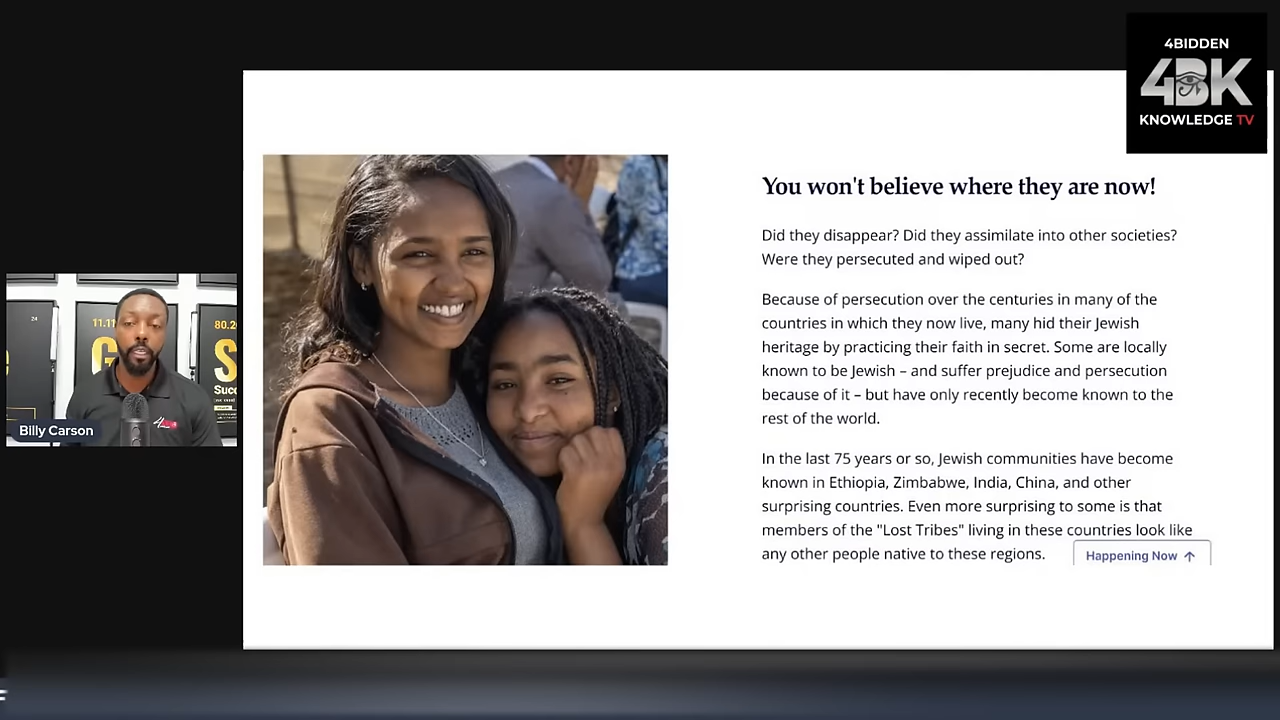 4BIDDEN
4BK
KNOWLEDGE TV
You won't believe where they are now!
Did they disappear? Did they assimilate into other societies?
Were they persecuted and wiped out?
Because of persecution over the centuries in many of the
countries in which they now live, many hid their Jewish
heritage by practicing their faith in secret. Some are locally
known to be Jewish – and suffer prejudice and persecution
because of it – but have only recently become known to the
rest of the world.
In the last 75 years or so, Jewish communities have become
known in Ethiopia, Zimbabwe, India, China, and other
surprising countries. Even more surprising to some is that
members of the "Lost Tribes" living in these countries look like
any other people native to these regions.
Happening Now ↑
24
11.11
G
80.20
S
Succ
Billy Carson